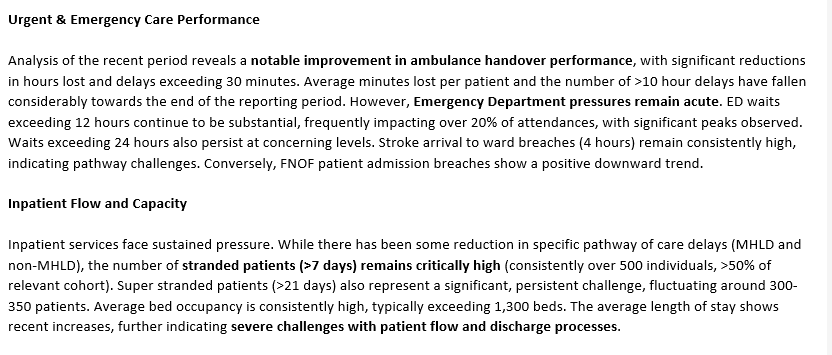 Urgent & Emergency Care Performance
Analysis of the recent period reveals a notable improvement in ambulance handover performance, with significant reductions
in hours lost and delays exceeding 30 minutes. Average minutes lost per patient and the number of >10 hour delays have fallen
considerably towards the end of the reporting period. However, Emergency Department pressures remain acute. ED waits
exceeding 12 hours continue to be substantial, frequently impacting over 20% of attendances, with significant peaks observed.
Waits exceeding 24 hours also persist at concerning levels. Stroke arrival to ward breaches (4 hours) remain consistently high,
indicating pathway challenges. Conversely, FNOF patient admission breaches show a positive downward trend.
Inpatient Flow and Capacity
Inpatient services face sustained pressure. While there has been some reduction in specific pathway of care delays (MHLD and
non-MHLD), the number of stranded patients (>7 days) remains critically high (consistently over 500 individuals, >50% of
relevant cohort). Super stranded patients (>21 days) also represent a significant, persistent challenge, fluctuating around 300-
350 patients. Average bed occupancy is consistently high, typically exceeding 1,300 beds. The average length of stay shows
recent increases, further indicating severe challenges with patient flow and discharge processes.